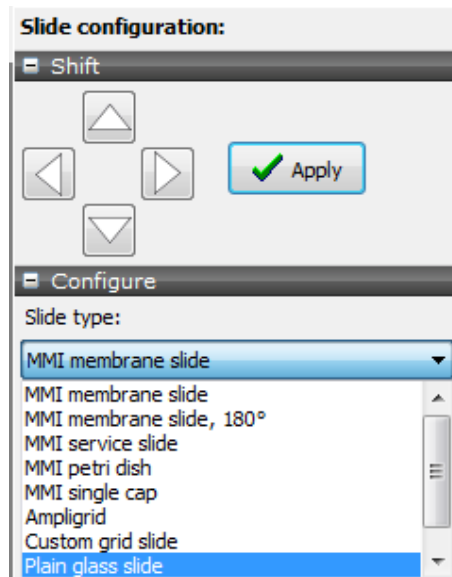 Slide configuration:
Shift
Apply
Configure
Slide type:
MMI membrane slide
MMI membrane slide
MMI membrane slide, 180°
MMI service slide
MMI petri dish
MMI single cap
Ampligrid
Custom grid slide
Plain glass slide